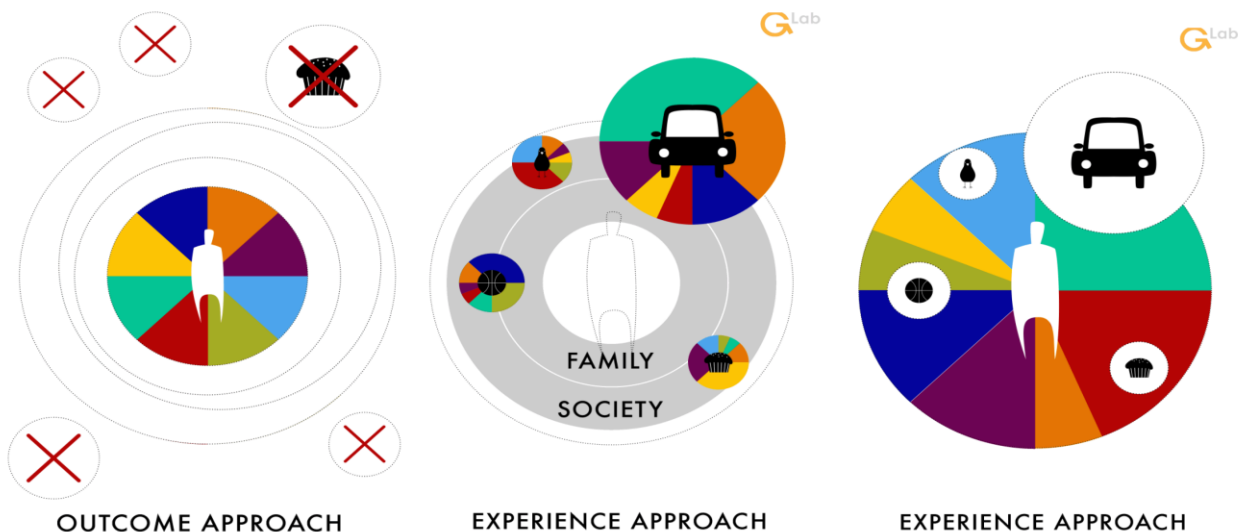 G Lab
G Lab
FAMILY
SOCIETY
OUTCOME APPROACH
EXPERIENCE APPROACH
EXPERIENCE APPROACH